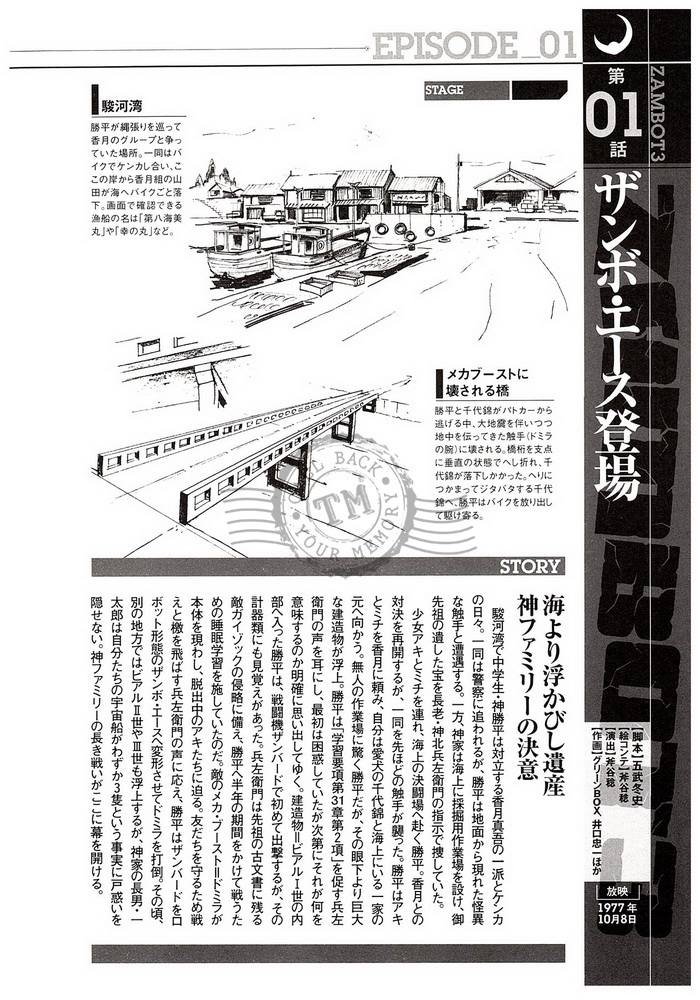 EPISODE_01
ZAMBOT3
第
01
話
ザンボ・エース登場
【脚本】五武冬史
【絵コンテ】斧谷稔
【演出】斧谷稔
【作画】グリーンBOX、井口忠一ほか
放映
1977年
10月8日
STAGE
駿河湾
勝平が縄張りを巡って
香月のグループと争っ
ていた場所。一同はバ
イクでケンカし合い、こ
この岸から香月組の山
田が海へバイクごと落
下。画面で確認できる
漁船の名は「第八海美
丸」や「幸の丸」など。
メカブーストに
壊される橋
勝平と千代錦がパトカーから
逃げる中、大地震を伴いつつ
地中を伝ってきた触手(ドミラ
の腕)に壊される。橋桁を支点
に垂直の状態でへし折れ、千
代錦が落下しかかった。へりに
つかまってジタバタする千代
錦へ、勝平はバイクを放り出し
て駆け寄る。
CALL BACK
TM
YOUR MEMORY
STORY
海より浮かびし遺産
神ファミリーの決意
駿河湾で中学生・神勝平は対立する香月真吾の一派とケンカ
の日々。一同は警察に追われるが、勝平は地面から現れた怪異
な触手と遭遇する。一方、神家は海上に採掘用作業場を設け、御
先祖の遺した宝を長老・神北兵左衛門の指示で捜していた。
少女アキとミチを連れ、海上の決闘場へ赴く勝平。香月との
対決を再開するが、一同を先ほどの触手が襲った。勝平はアキ
とミチを香月に頼み、自分は愛犬の千代錦と海上にいる一家の
元へ向かう。無人の作業場に驚く勝平だが、その眼下より巨大
な建造物が浮上。勝平は「学習要項第31章第2項」を促す兵左
衛門の声を耳にし、最初は困惑していたが次第にそれが何を
意味するのか明確に思い出してゆく。建造物=ビアルⅠ世の内
部へ入った勝平は、戦闘機ザンバードで初めて出撃するが、その
計器類にも見覚えがあった。兵左衛門は先祖の古文書に残る
敵ガイゾックの侵略に備え、勝平へ半年の期間をかけて戦うた
めの睡眠学習を施していたのだ。敵のメカ・ブースト=ドミラが
本体を現わし、脱出中のアキたちに迫る。友だちを守るため戦
えと檄を飛ばす兵左衛門の声に応え、勝平はザンバードをロ
ボット形態のザンボ・エースへ変形させてドミラを打倒。その頃、
別の地方ではビアルⅡ世やⅢ世も浮上するが、神家の長男・一
太郎は自分たちの宇宙船がわずか3隻という事実に戸惑いを
隠せない。神ファミリーの長き戦いがここに幕を開ける。